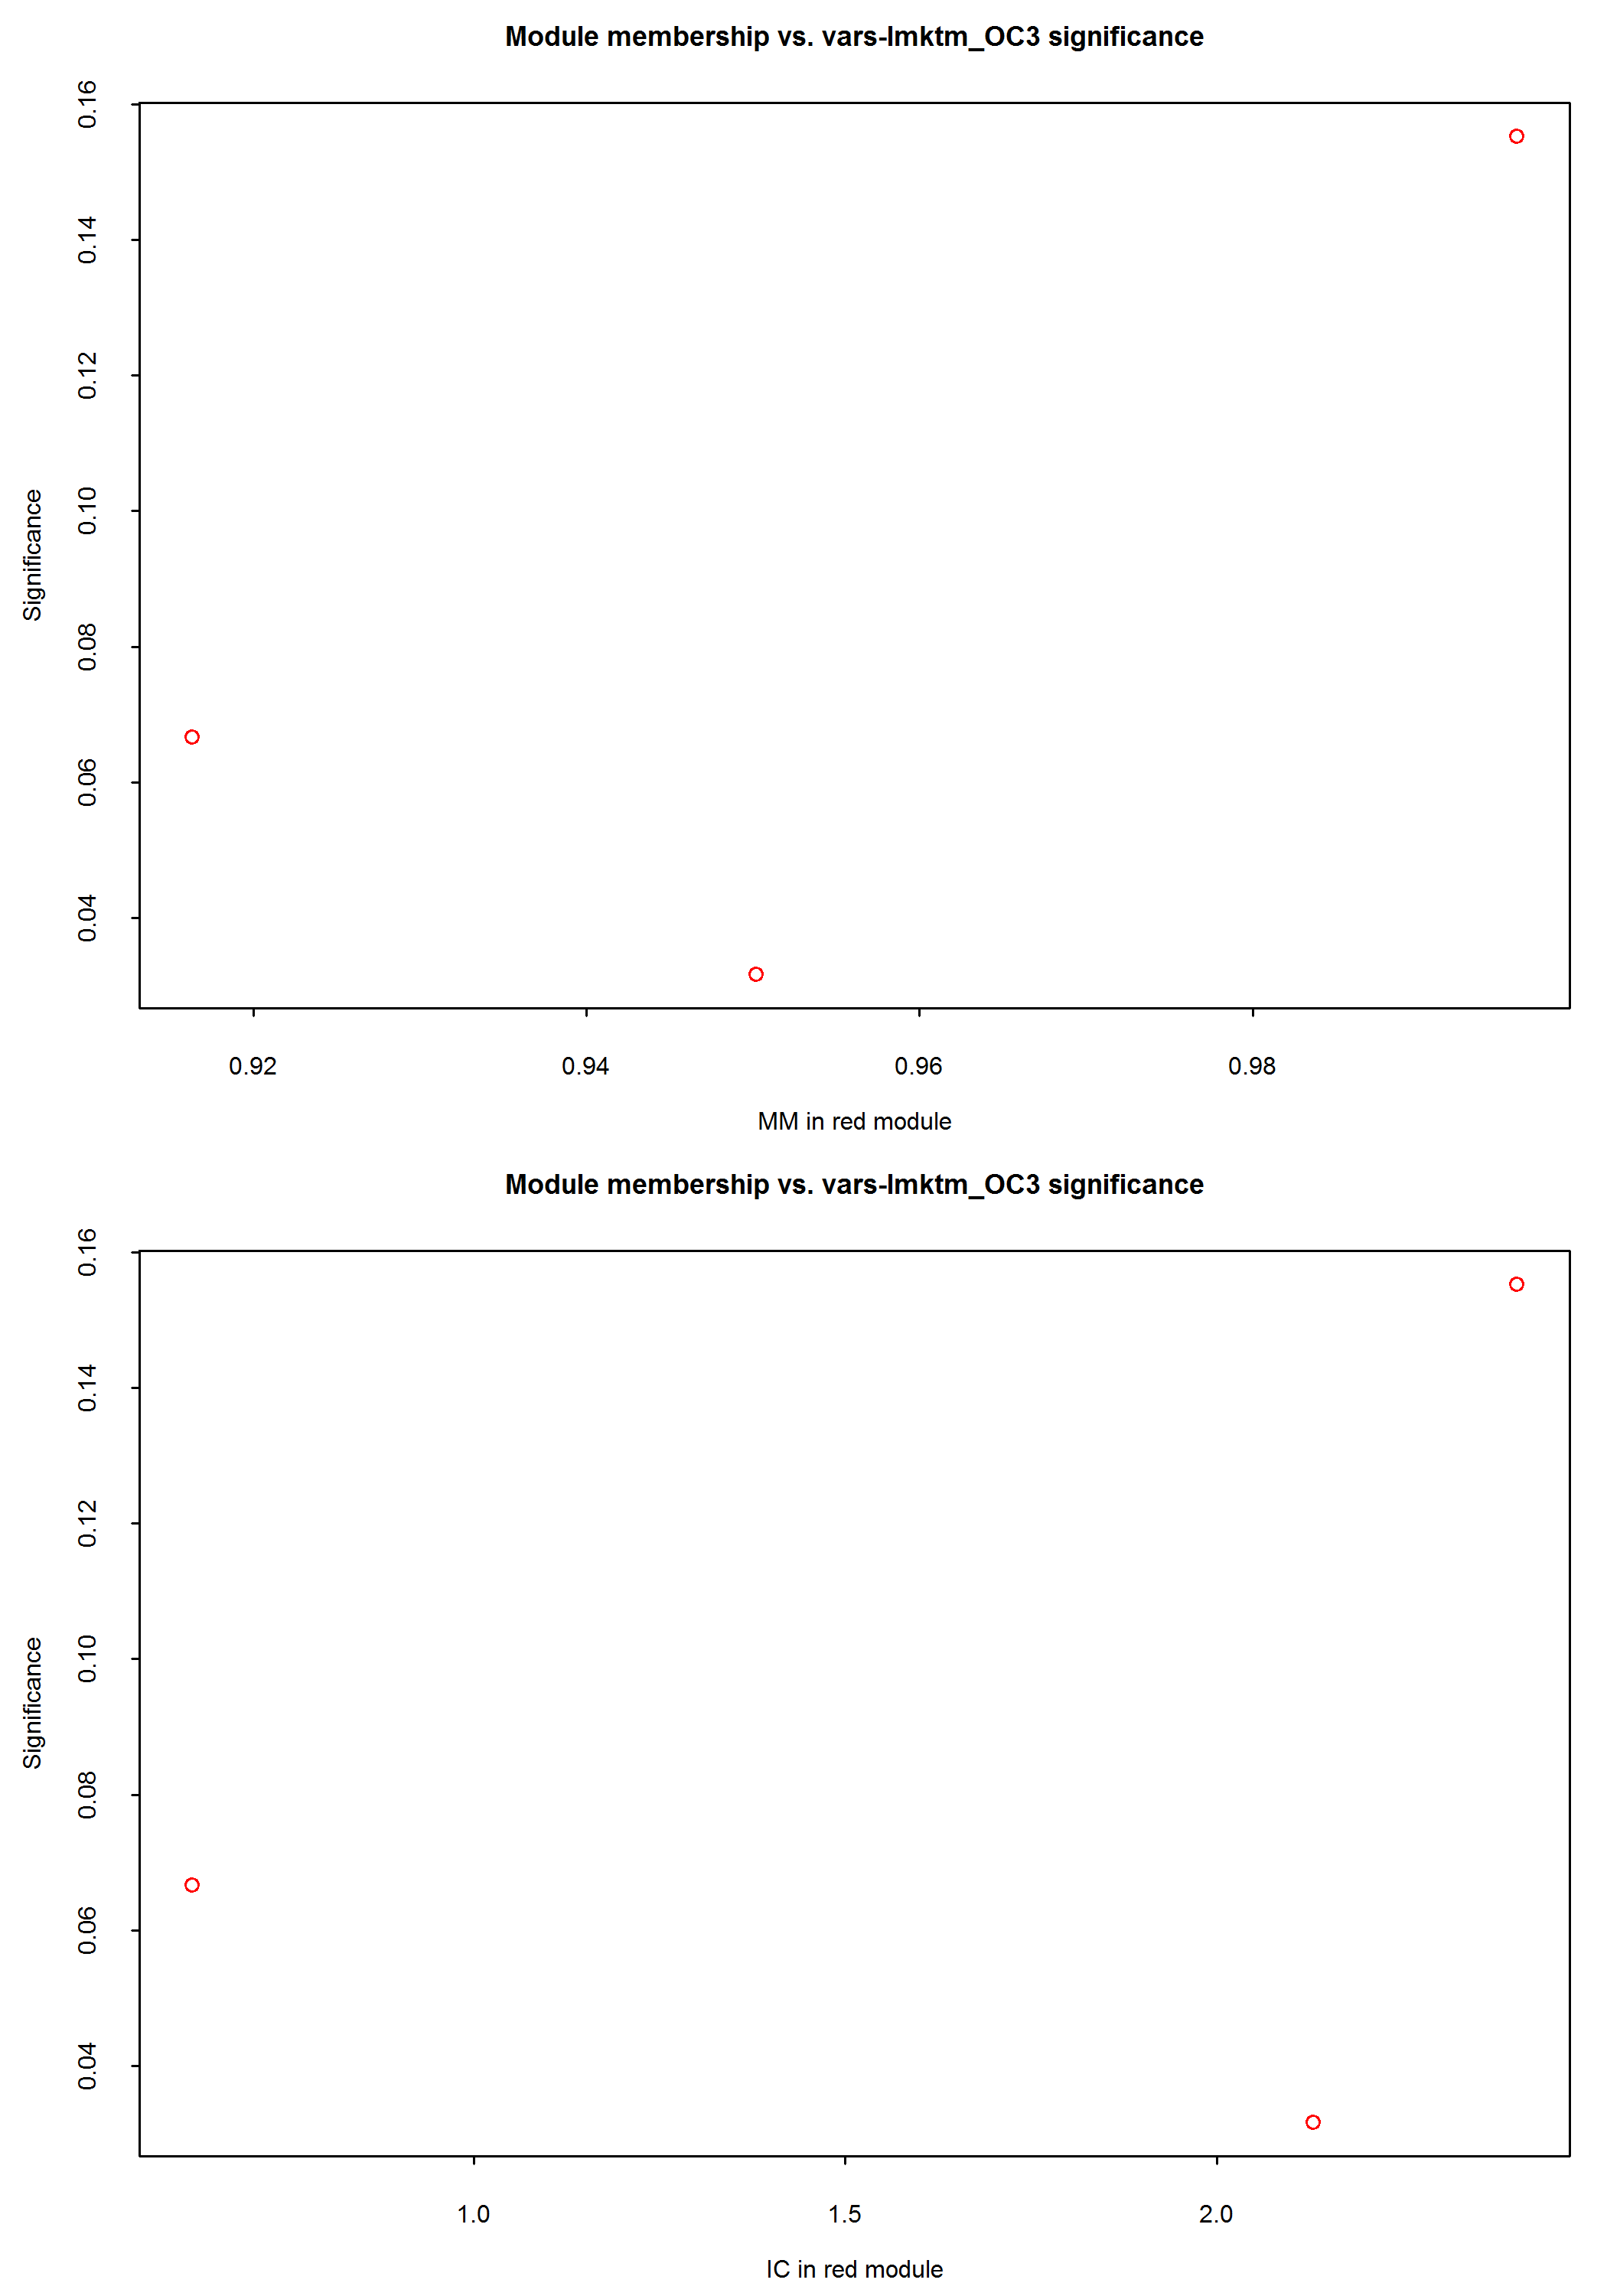 Module membership vs. vars-lmktm_OC3 significance
0.16
0.14
0.12
0.10
0.08
0.06
0.04
Significance
0.92 0.94 0.96 0.98
MM in red module
Module membership vs. vars-lmktm_OC3 significance
0.16
0.14
0.12
0.10
0.08
0.06
0.04
Significance
1.0 1.5 2.0
IC in red module